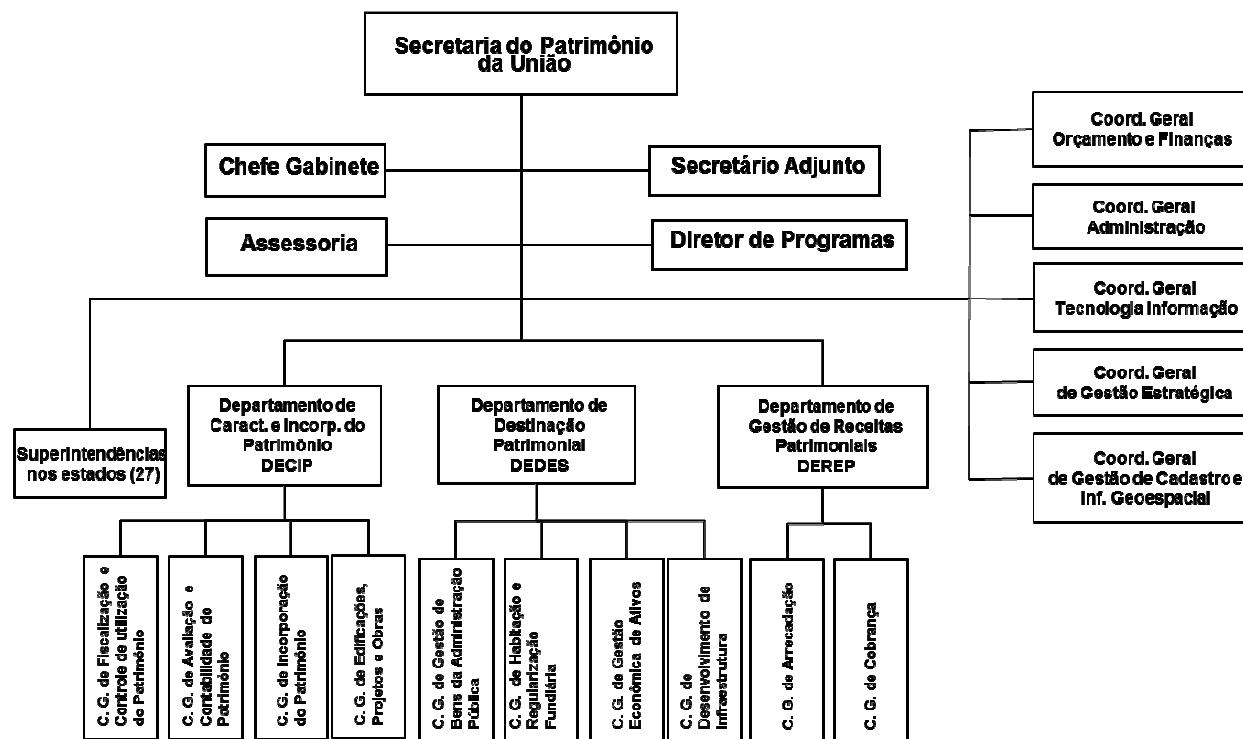 Secretaria do Patrimônio
da União
Chefe Gabinete
Secretário Adjunto
Assessoria
Diretor de Programas
Coord. Geral
Orçamento e Finanças
Coord. Geral
Administração
Coord. Geral
Tecnologia Informação
Coord. Geral
de Gestão Estratégica
Coord. Geral
de Gestão de Cadastro e
Inf. Geoespacial
Superintendências
nos estados (27)
Departamento de
Caract. e Incorp. do
Patrimônio
DECIP
Departamento de
Destinação
Patrimonial
DEDES
Departamento de
Gestão de Receitas
Patrimoniais
DEREP
C. G. de Fiscalização e
Controle de utilização
do Patrimônio
C. G. de Avaliação e
Contabilidade do
Patrimônio
C. G. de Incorporação
do Patrimônio
C. G. de Edificações,
Projetos e Obras
C. G. de Gestão de
Bens da Administração
Pública
C. G. de Habitação e
Regularização
Fundiária
C. G. de Gestão
Econômica de Ativos
C. G. de
Desenvolvimento de
Infraestrutura
C. G. de Arrecadação
C. G. de Cobrança